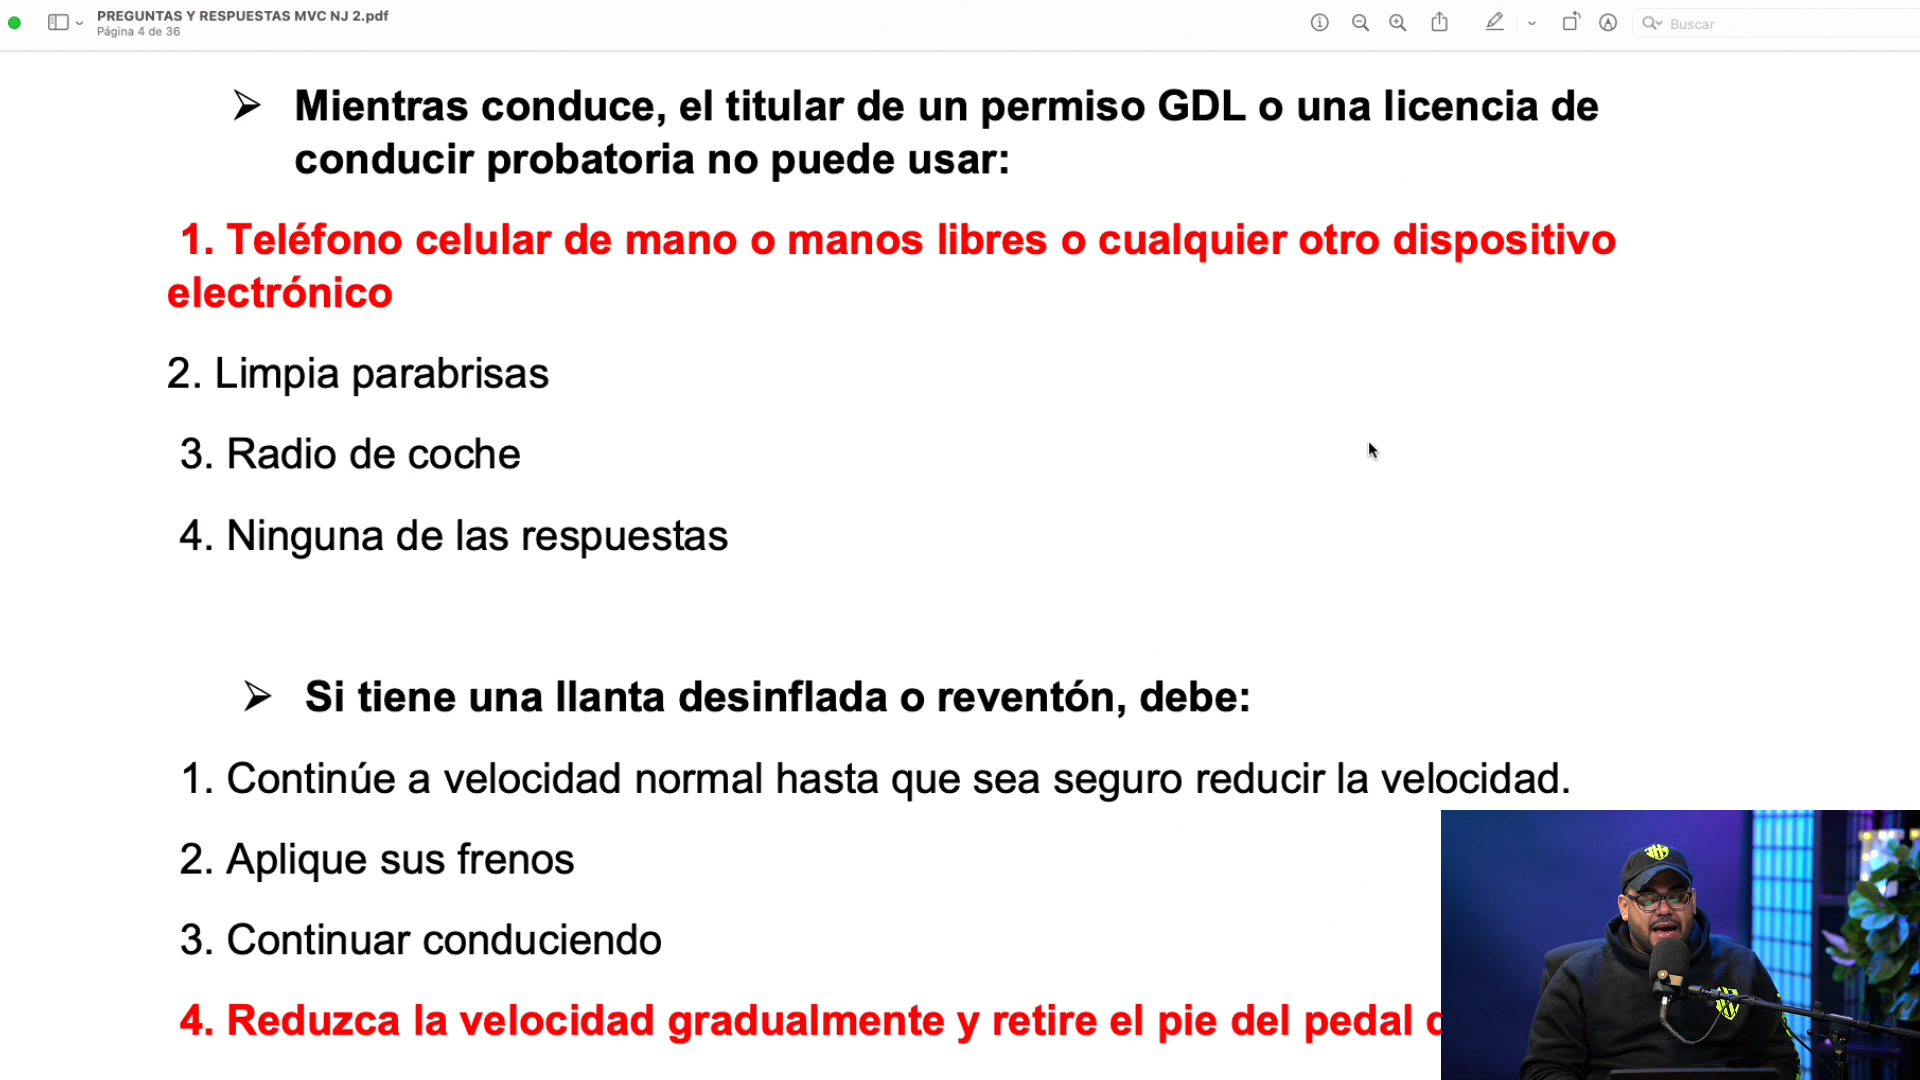 PREGUNTAS Y RESPUESTAS MVC NJ 2.pdf
Página 4 de 36
Buscar
➢ Mientras conduce, el titular de un permiso GDL o una licencia de
conducir probatoria no puede usar:
1. Teléfono celular de mano o manos libres o cualquier otro dispositivo
electrónico
2. Limpia parabrisas
3. Radio de coche
4. Ninguna de las respuestas
➢ Si tiene una llanta desinflada o reventón, debe:
1. Continúe a velocidad normal hasta que sea seguro reducir la velocidad.
2. Aplique sus frenos
3. Continuar conduciendo
4. Reduzca la velocidad gradualmente y retire el pie del pedal